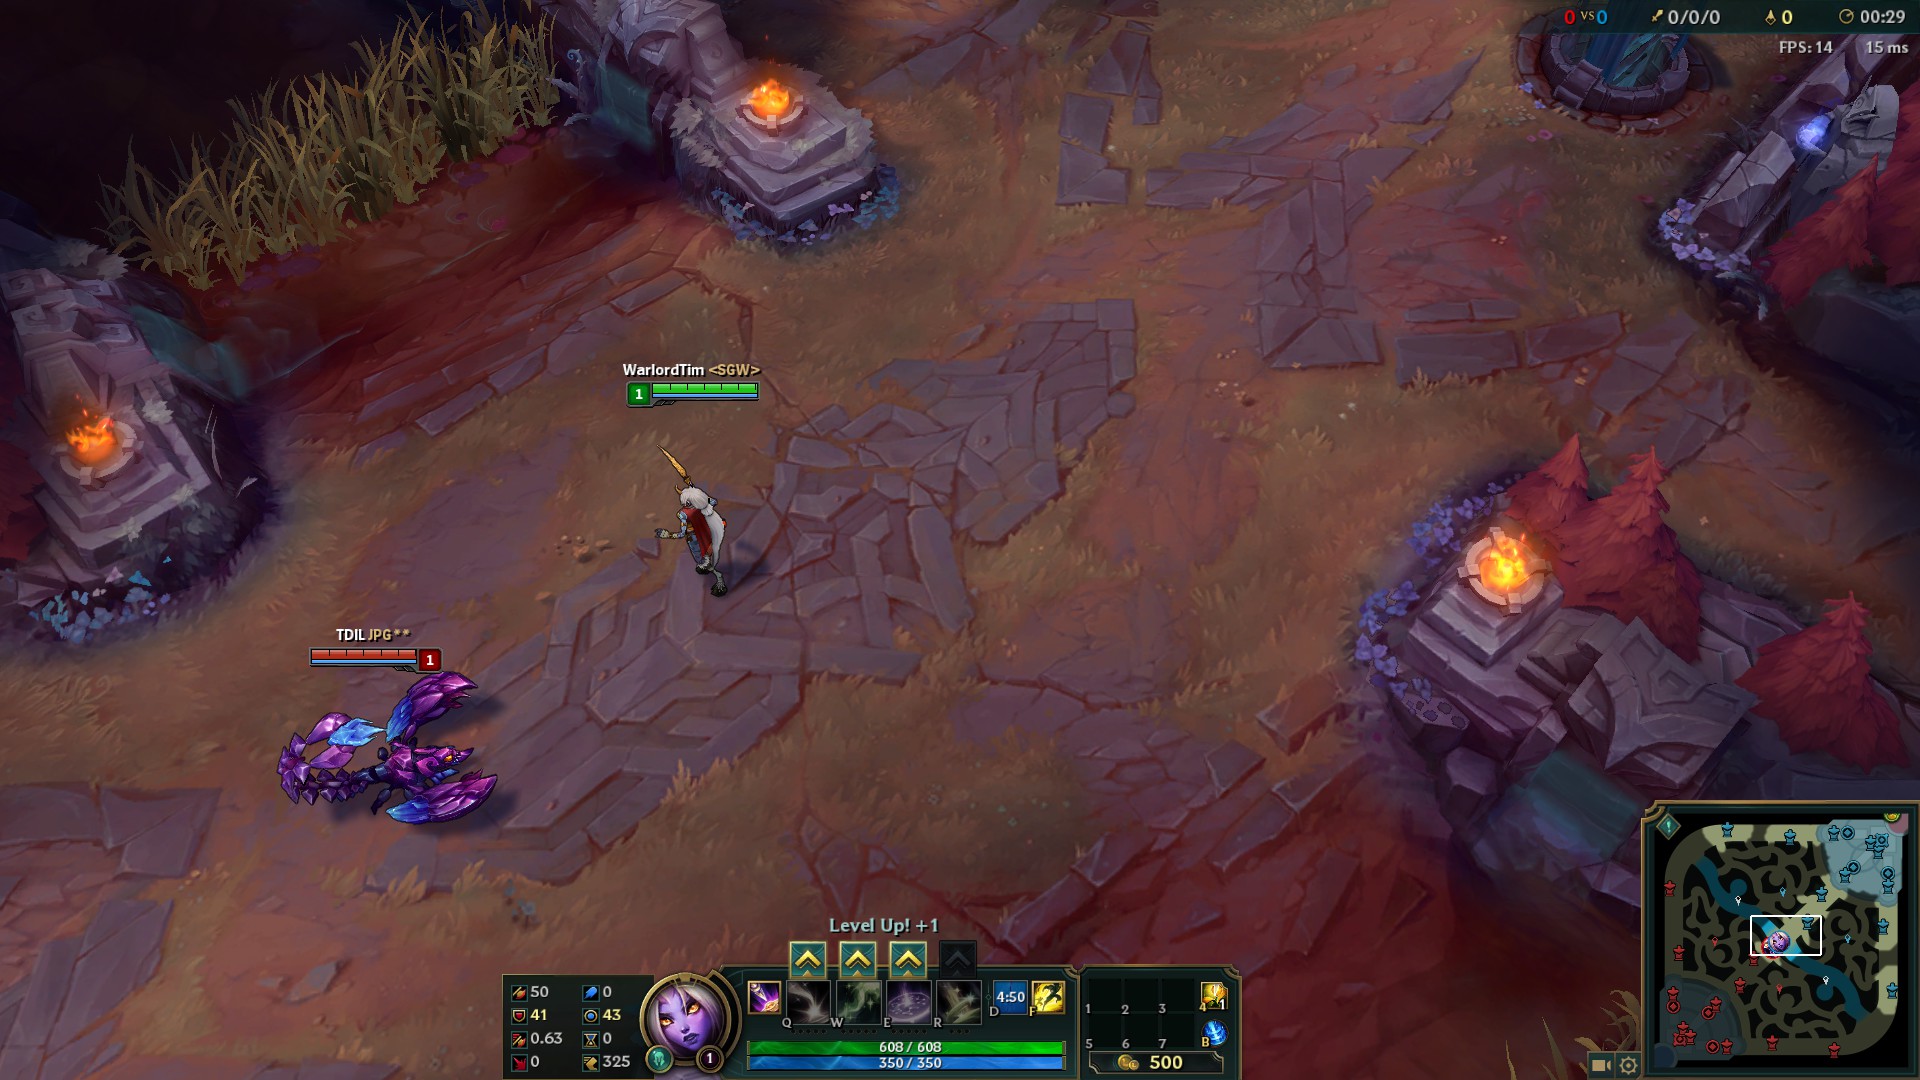 0 VS 0 0/0/0 0 00:29
FPS: 14 15 ms
WarlordTim <SGW>
1
TDILJPG**
1
Level Up! +1
50 0
41 43
0.63 0
0 325
1
Q W E R
4:50
D F
608 / 608
350 / 350
1 2 3 4 1
5 6 7 B
500